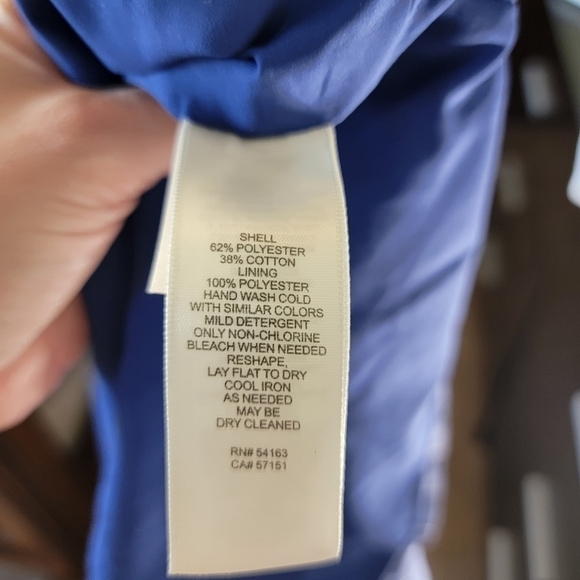 SHELL
62% POLYESTER
38% COTTON
LINING
100% POLYESTER
HAND WASH COLD
WITH SIMILAR COLORS
MILD DETERGENT
ONLY NON-CHLORINE
BLEACH WHEN NEEDED
RESHAPE,
LAY FLAT TO DRY
COOL IRON
AS NEEDED
MAY BE
DRY CLEANED
RN# 54163
CA# 57151